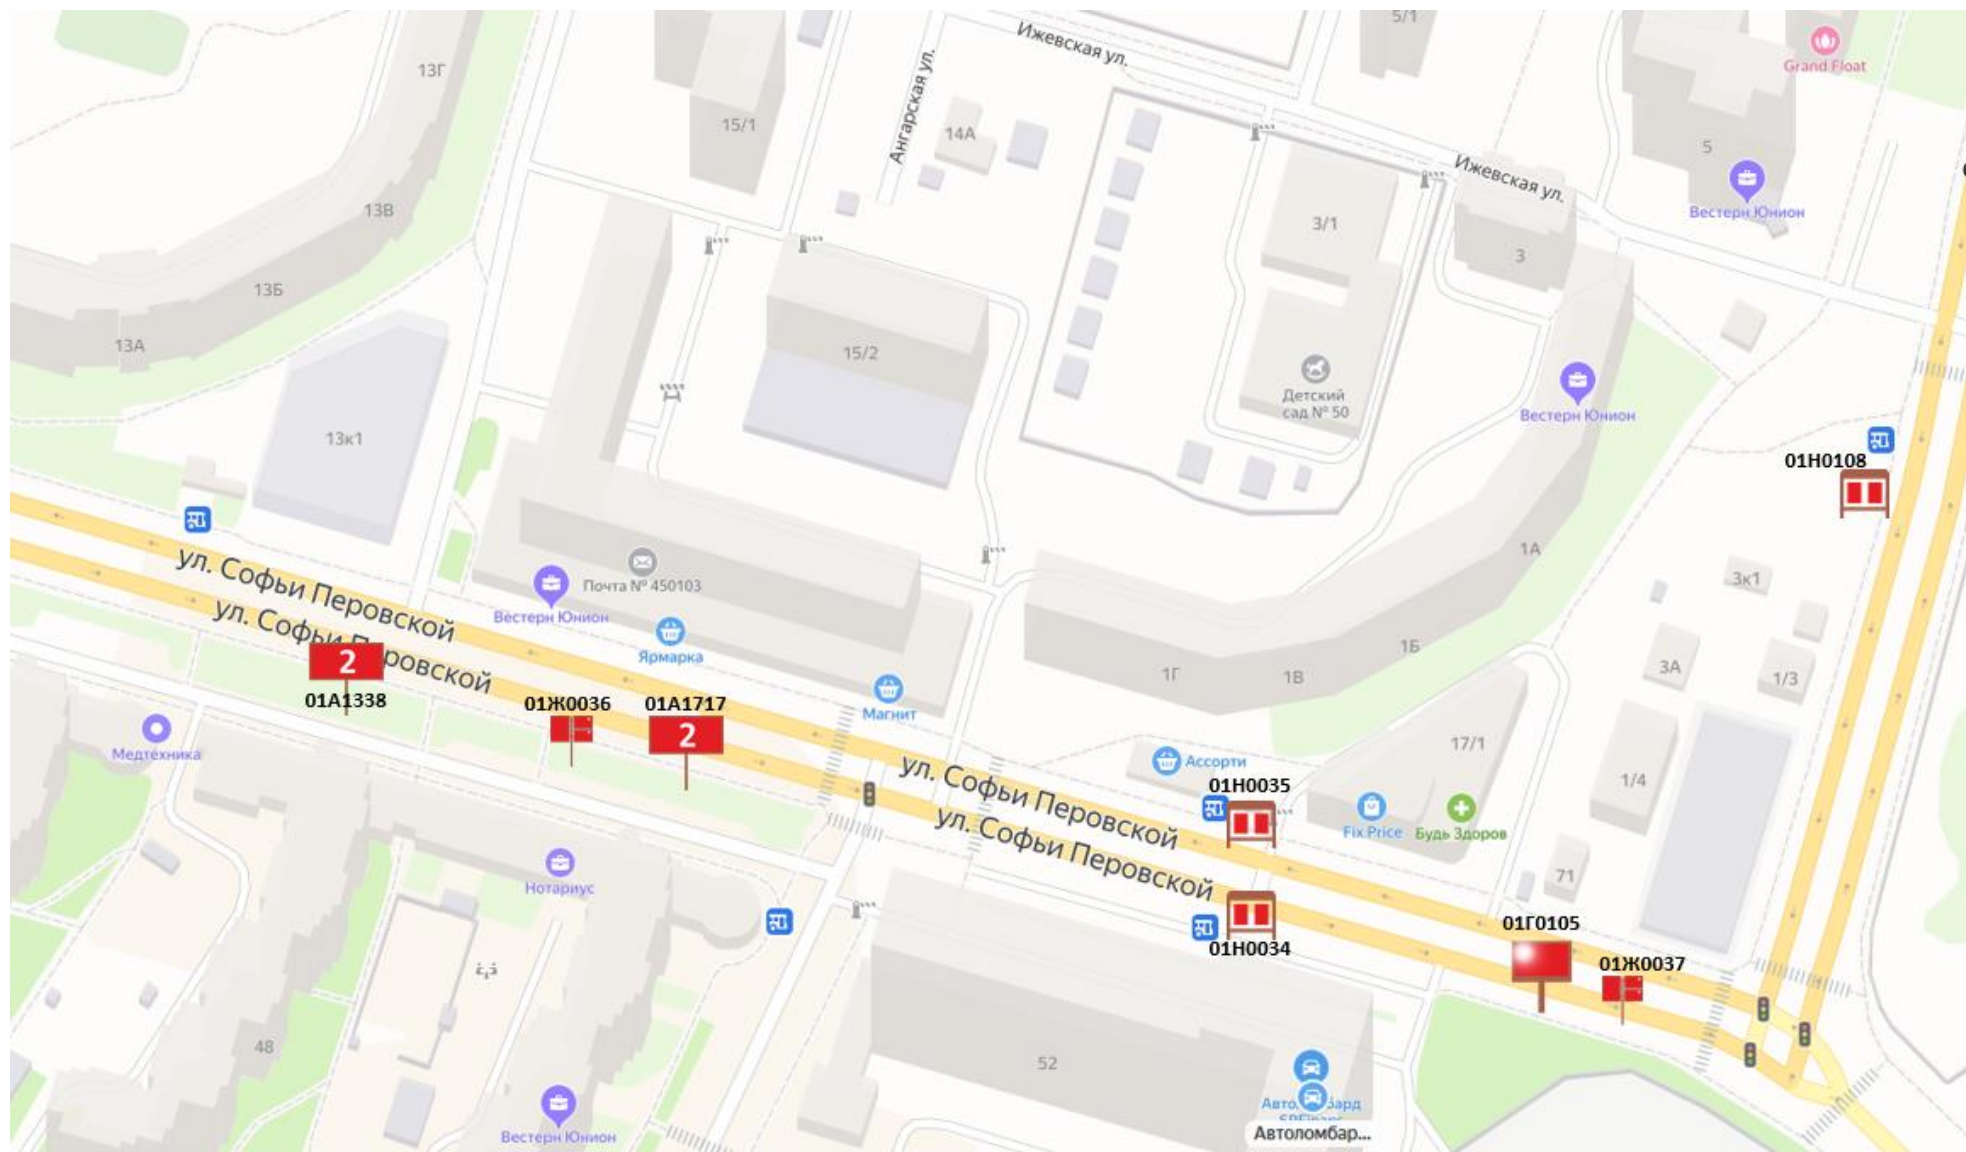 5/1
Ижевская ул.
Grand Float
13Г
15/1
Ангарская ул.
14А
5
Ижевская ул.
Вестерн Юнион
13В
3/1
3
13Б
13А
15/2
Детский
сад № 50
Вестерн Юнион
13к1
01Н0108
ул. Софьи Перовской
Почта № 450103
1А
3к1
Вестерн Юнион
ул. Софьи Перовской
Ярмарка
1Г
1В
1Б
3А
1/3
2
01А1338
01Ж0036
01А1717
2
Магнит
Медтехника
17/1
1/4
Ассорти
ул. Софьи Перовской
01Н0035
Fix Price
Будь Здоров
ул. Софьи Перовской
71
Нотариус
01Н0034
01Г0105
01Ж0037
48
52
Вестерн Юнион
Автоломбар...